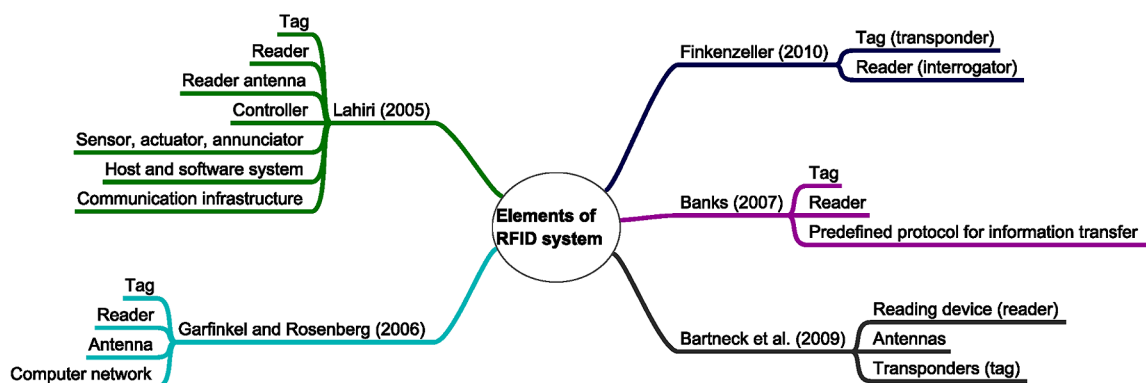 Elements of
RFID system
Lahiri (2005)
Tag
Reader
Reader antenna
Controller
Sensor, actuator, annunciator
Host and software system
Communication infrastructure
Garfinkel and Rosenberg (2006)
Tag
Reader
Antenna
Computer network
Finkenzeller (2010)
Tag (transponder)
Reader (interrogator)
Banks (2007)
Tag
Reader
Predefined protocol for information transfer
Bartneck et al. (2009)
Reading device (reader)
Antennas
Transponders (tag)